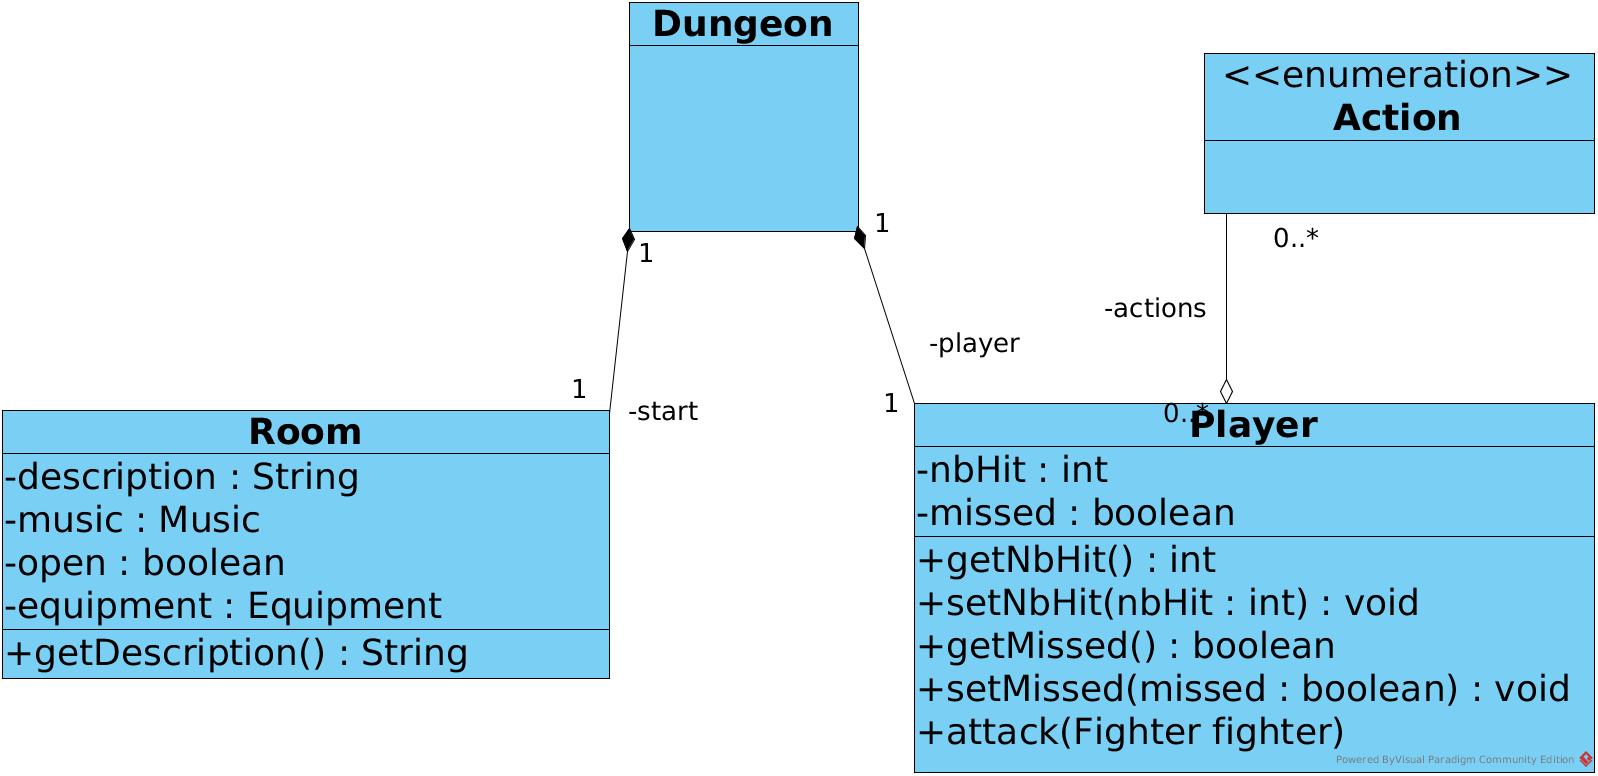 Dungeon
<<enumeration>>
Action
1
1
0..*
-actions
-player
1
-start
1
0..*
Room
-description : String
-music : Music
-open : boolean
-equipment : Equipment
+getDescription() : String
Player
-nbHit : int
-missed : boolean
+getNbHit() : int
+setNbHit(nbHit : int) : void
+getMissed() : boolean
+setMissed(missed : boolean) : void
+attack(Fighter fighter)
Powered ByVisual Paradigm Community Edition